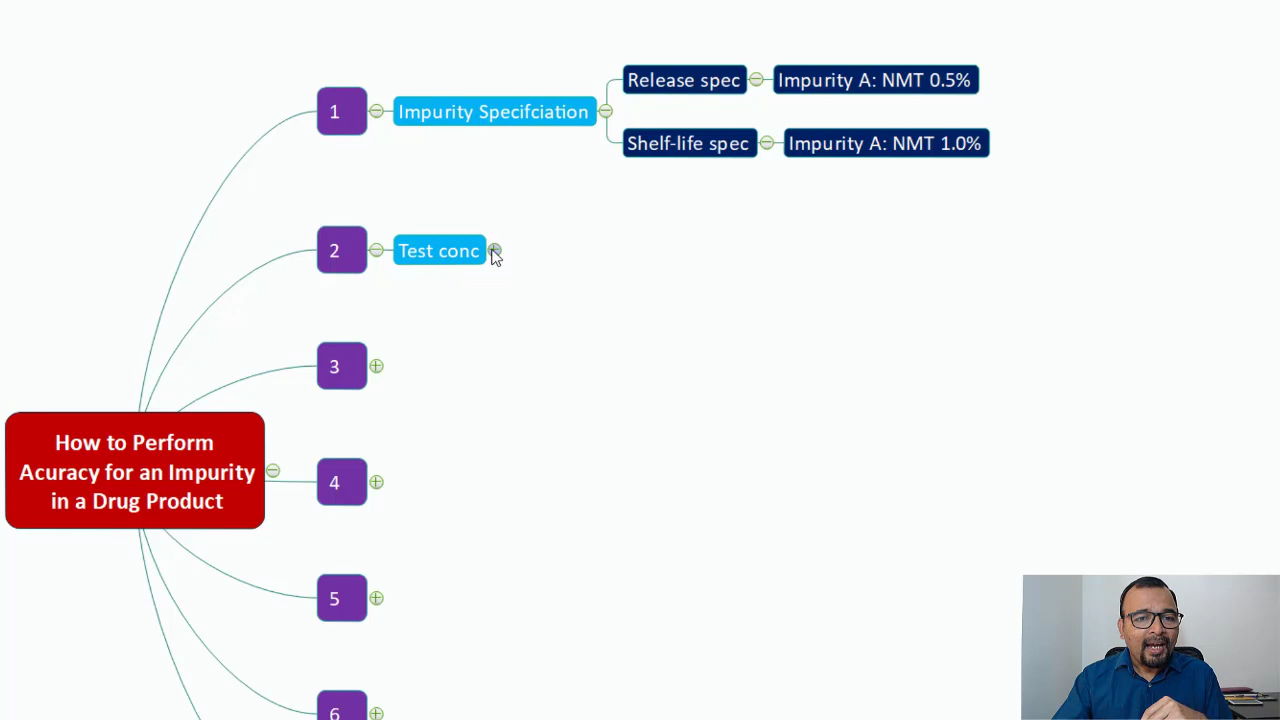 1
Impurity Specifciation
Release spec
Impurity A: NMT 0.5%
Shelf-life spec
Impurity A: NMT 1.0%
2
Test conc
3
How to Perform
Acuracy for an Impurity
in a Drug Product
4
5
6